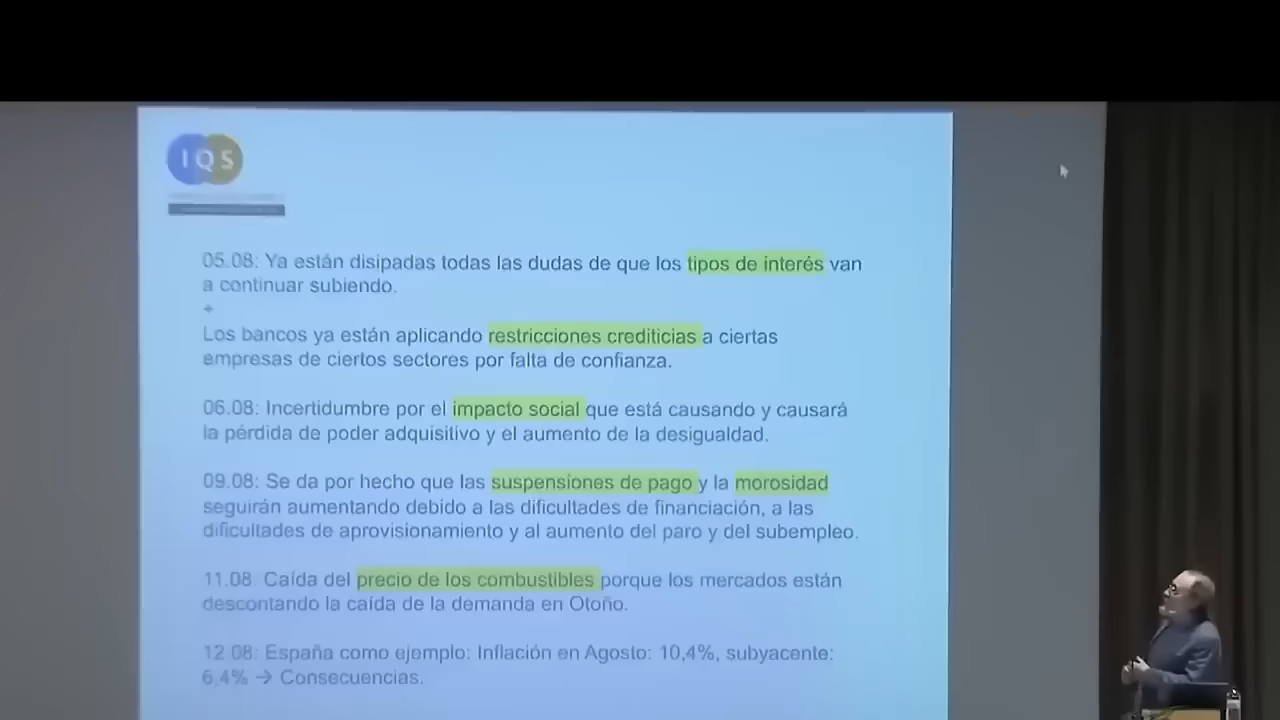 IQS
05.08: Ya están disipadas todas las dudas de que los tipos de interés van
a continuar subiendo.
+
Los bancos ya están aplicando restricciones crediticias a ciertas
empresas de ciertos sectores por falta de confianza.
06.08: Incertidumbre por el impacto social que está causando y causará
la pérdida de poder adquisitivo y el aumento de la desigualdad.
09.08: Se da por hecho que las suspensiones de pago y la morosidad
seguirán aumentando debido a las dificultades de financiación, a las
dificultades de aprovisionamiento y al aumento del paro y del subempleo.
11.08. Caída del precio de los combustibles porque los mercados están
descontando la caída de la demanda en Otoño.
12.08: España como ejemplo: Inflación en Agosto: 10,4%, subyacente:
6,4% → Consecuencias.